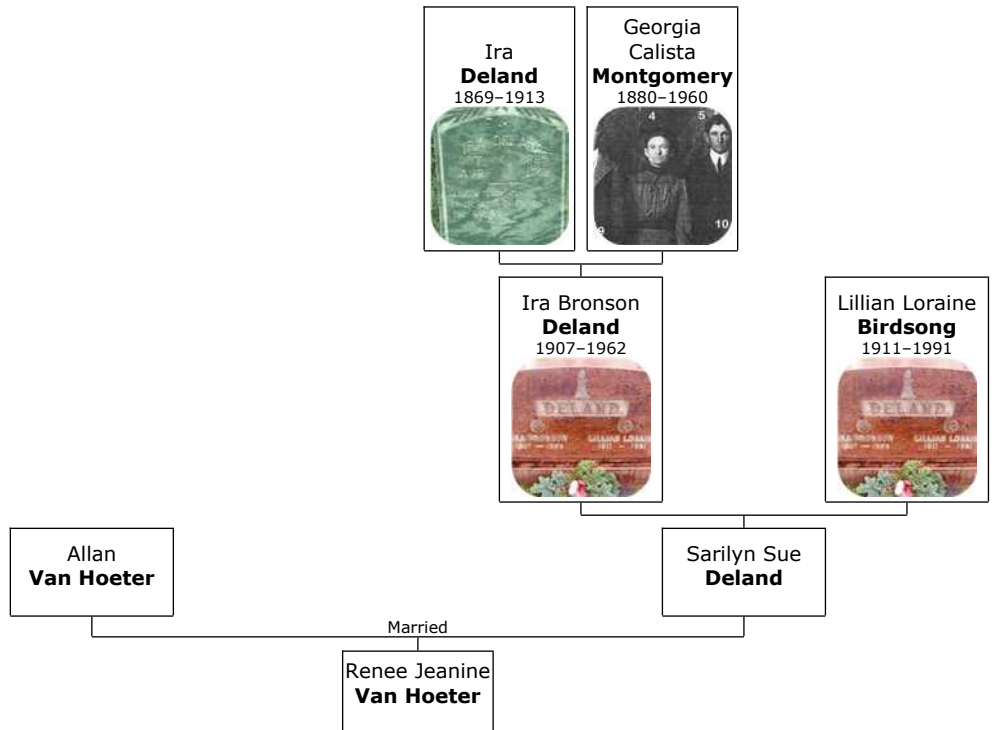 Ira
Deland
1869–1913
Georgia
Calista
Montgomery
1880–1960
4
5
9
10
Ira Bronson
Deland
1907–1962
DELAND
Lillian Loraine
Birdsong
1911–1991
DELAND
Allan
Van Hoeter
Sarilyn Sue
Deland
Married
Renee Jeanine
Van Hoeter